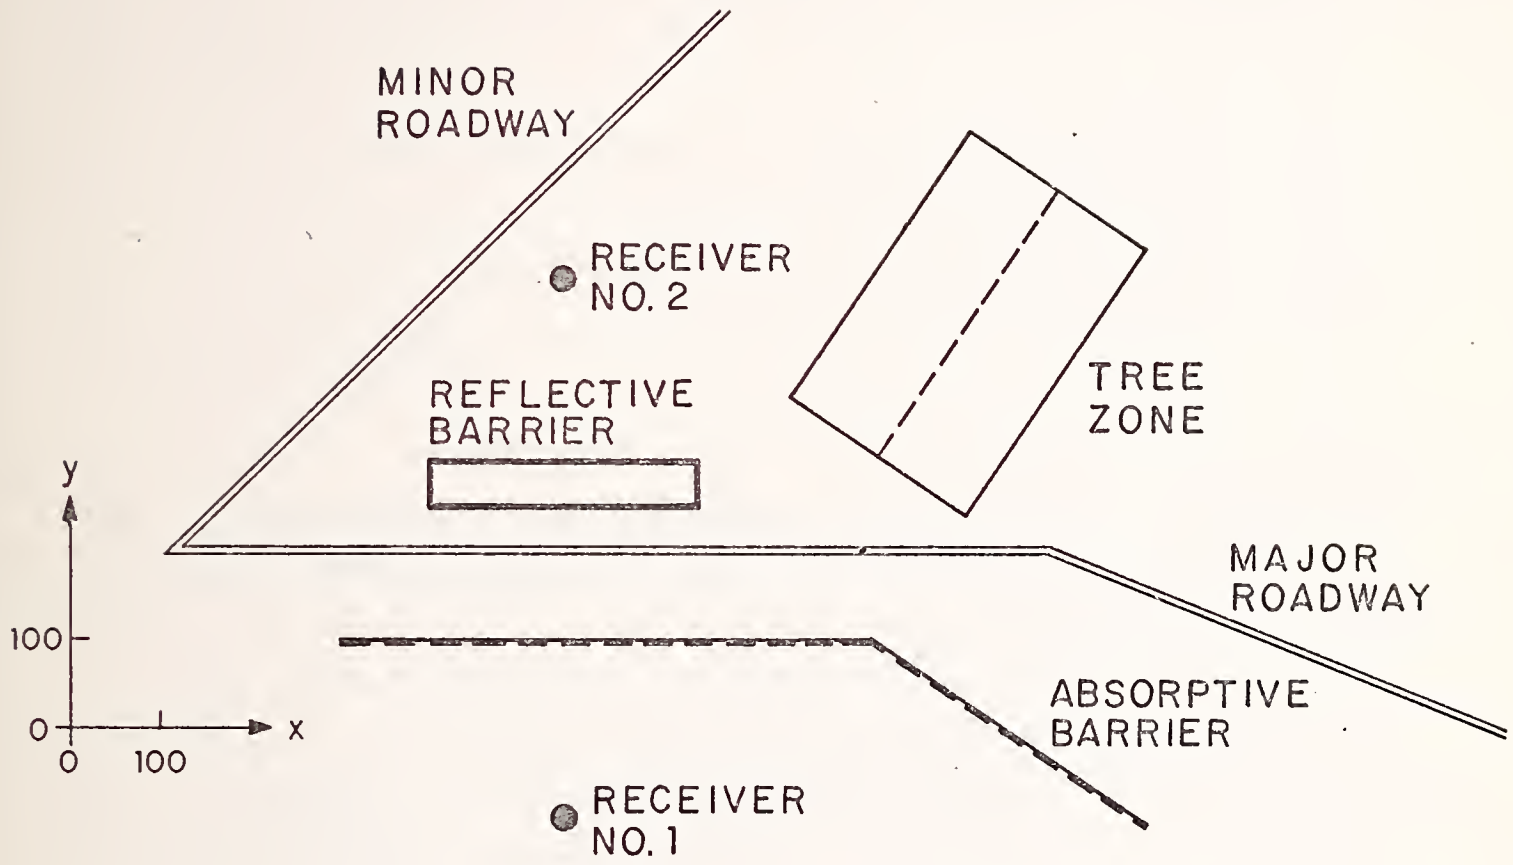 MINOR
ROADWAY
RECEIVER
NO. 2
REFLECTIVE
BARRIER
TREE
ZONE
y
MAJOR
ROADWAY
100
ABSORPTIVE
BARRIER
0
x
0
100
RECEIVER
NO. 1